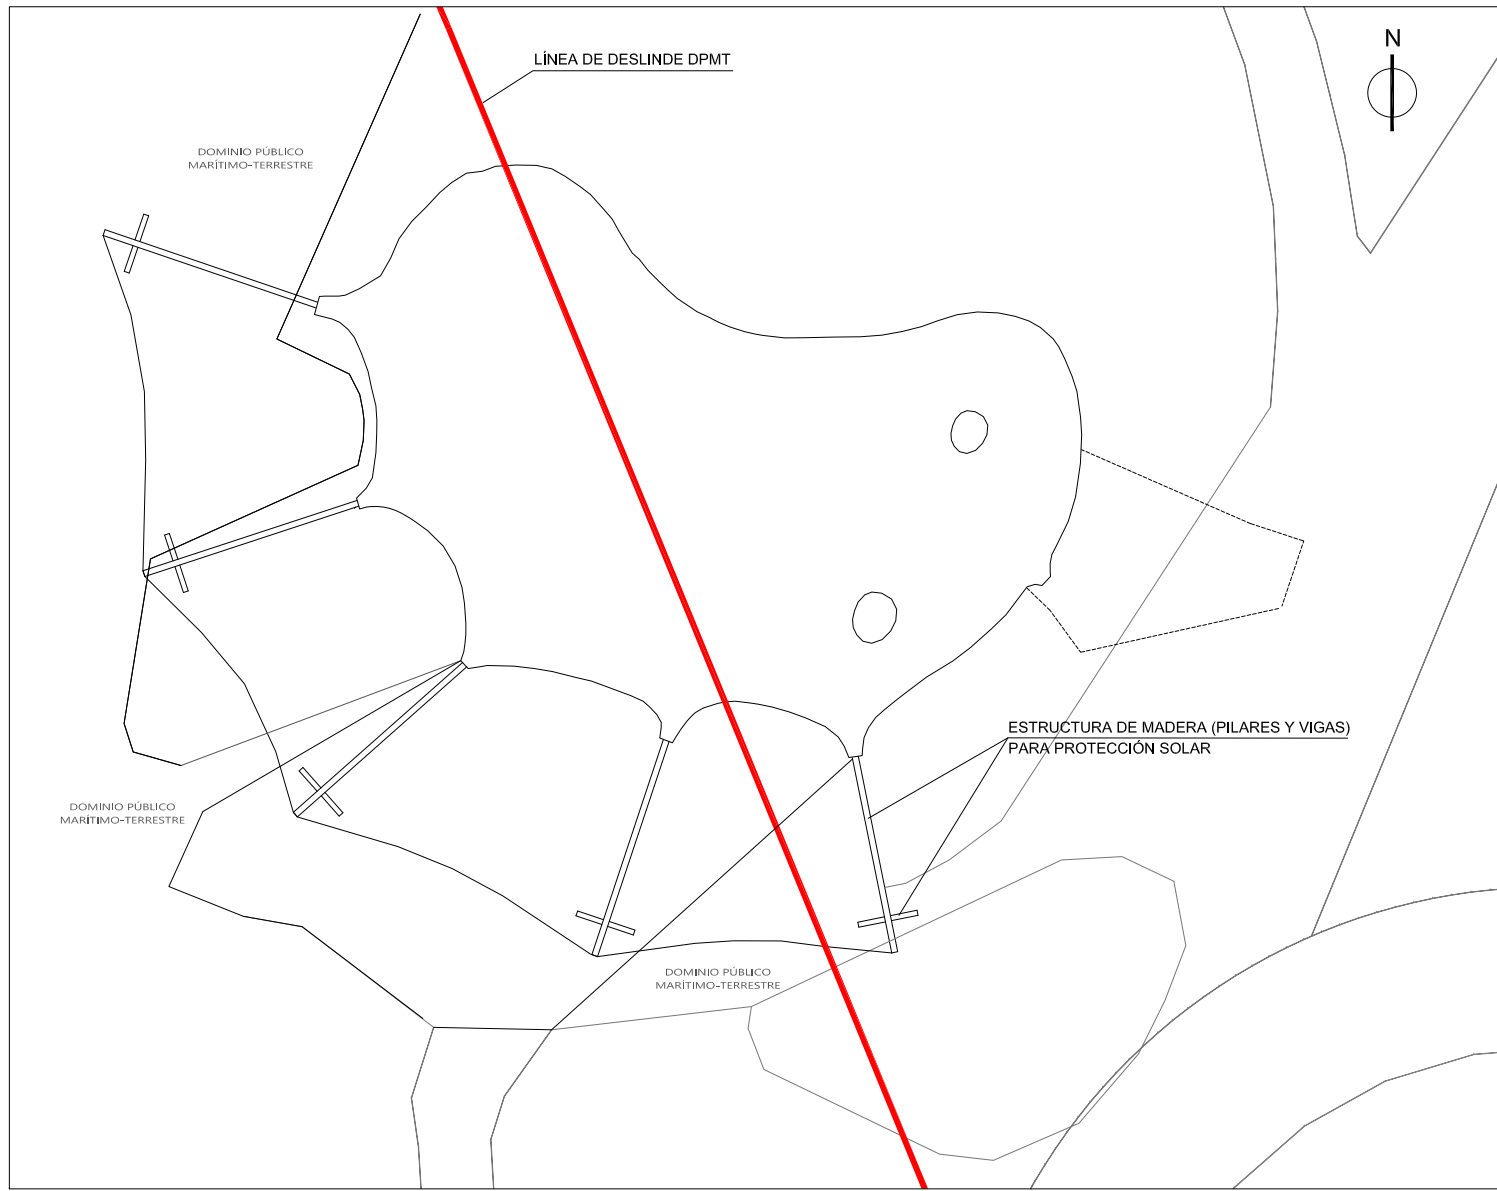 N
LÍNEA DE DESLINDE DPMT
DOMINIO PÚBLICO
MARÍTIMO-TERRESTRE
ESTRUCTURA DE MADERA (PILARES Y VIGAS)
PARA PROTECCIÓN SOLAR
DOMINIO PÚBLICO
MARÍTIMO-TERRESTRE
DOMINIO PÚBLICO
MARÍTIMO-TERRESTRE